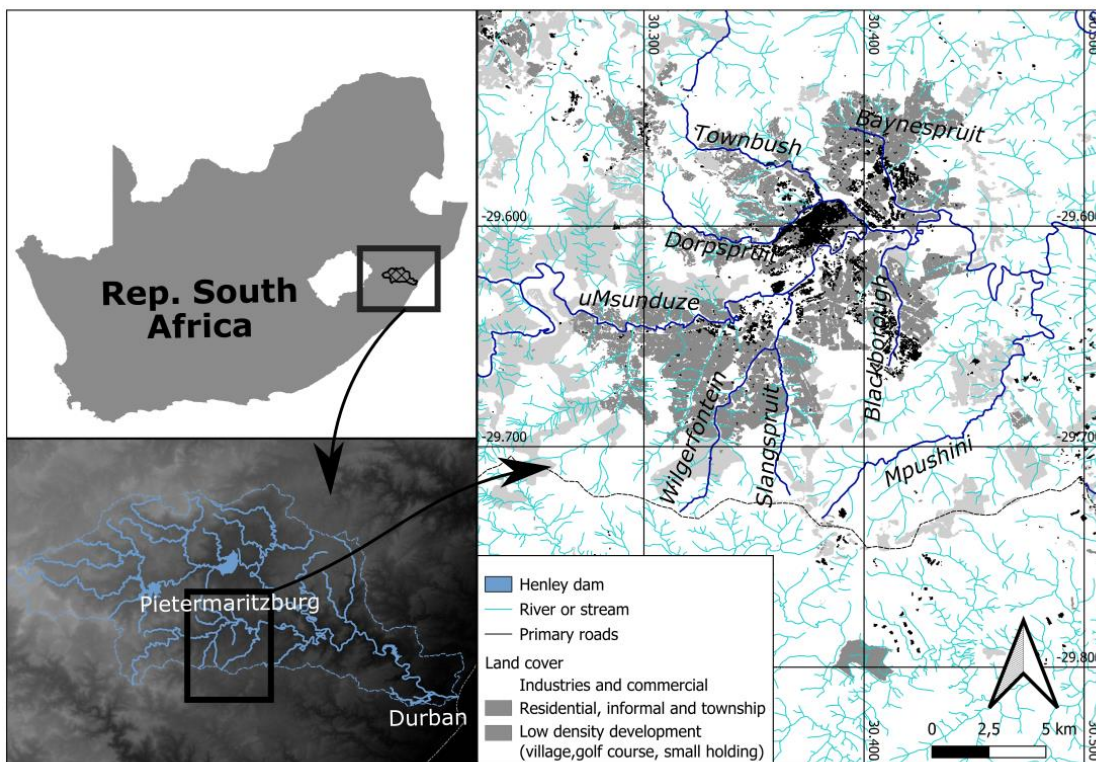 Rep. South
Africa
Pietermaritzburg
Durban
30.300
30.400
Townbush
Baynespruit
-29.600
-29.600
Dorpspruit
uMsunduze
Blackborough
Wilgerfontein
Slangspruit
Mpushini
-29.700
-29.700
-29.800
30.400
30.500
Henley dam
River or stream
Primary roads
Land cover
Industries and commercial
Residential, informal and township
Low density development
(village,golf course, small holding)
0 2,5 5 km